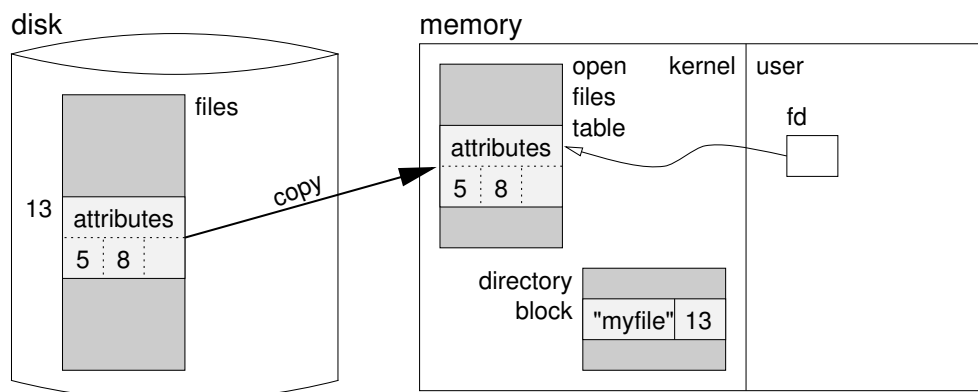 disk
files
13
attributes
5 8
copy
memory
open
files
table
kernel
user
attributes
5 8
fd
directory
block
"myfile" 13